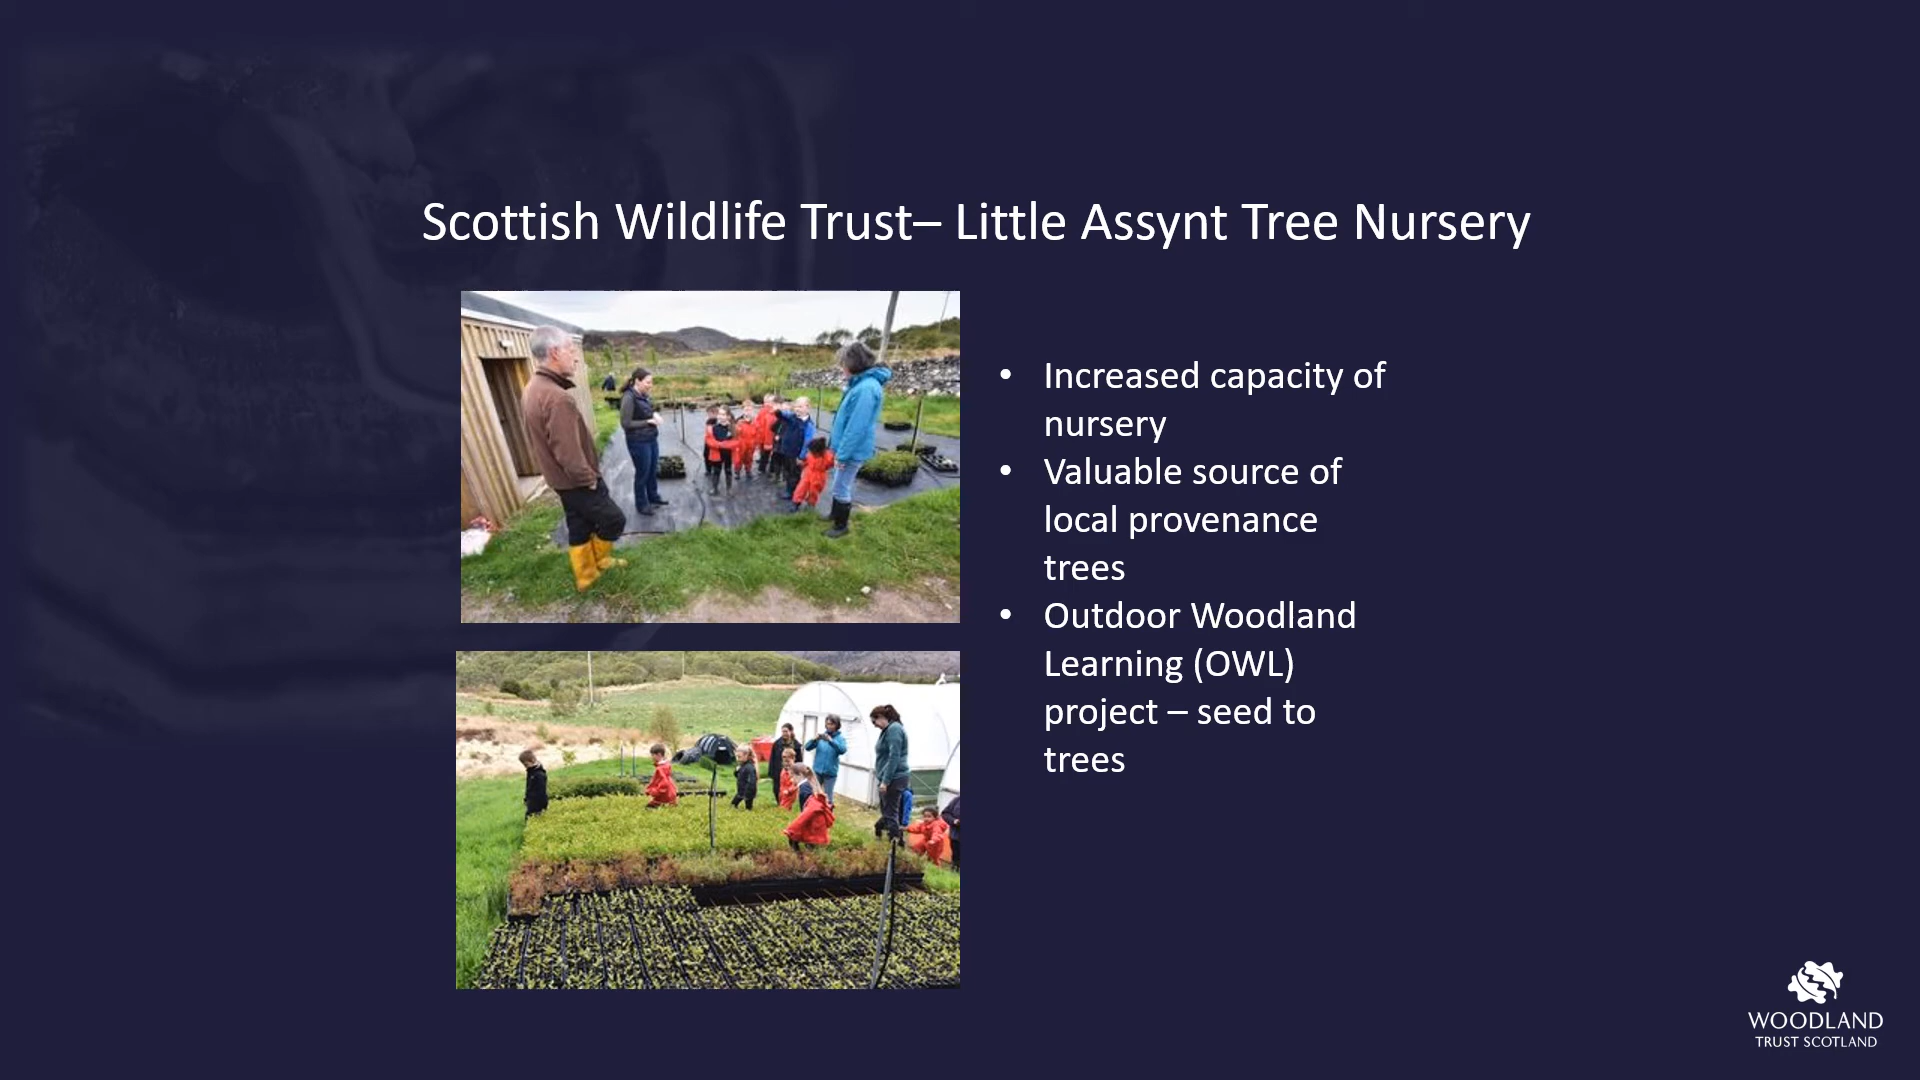 Scottish Wildlife Trust– Little Assynt Tree Nursery
• Increased capacity of
nursery
• Valuable source of
local provenance
trees
• Outdoor Woodland
Learning (OWL)
project – seed to
trees
WOODLAND
TRUST SCOTLAND